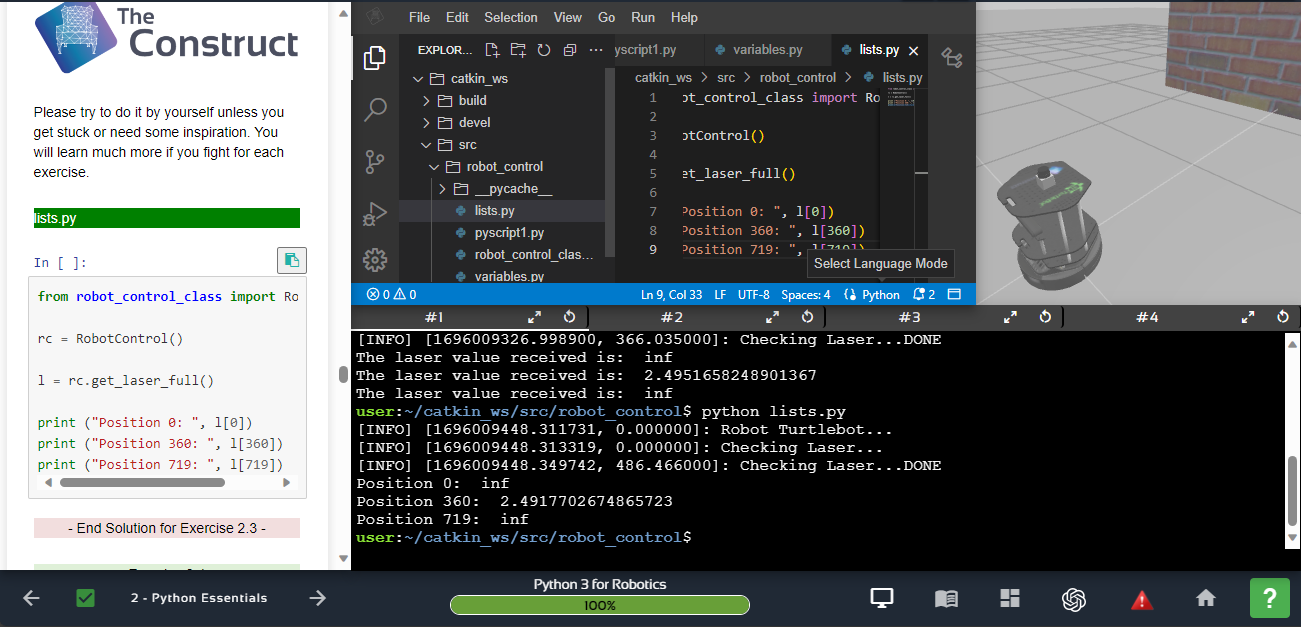 The
Construct
Please try to do it by yourself unless you
get stuck or need some inspiration. You
will learn much more if you fight for each
exercise.
lists.py
In [ ]:
from robot_control_class import Ro
rc = RobotControl()
l = rc.get_laser_full()
print ("Position 0: ", l[0])
print ("Position 360: ", l[360])
print ("Position 719: ", l[719])
- End Solution for Exercise 2.3 -
File Edit Selection View Go Run Help
EXPLOR...
catkin_ws
build
devel
src
robot_control
__pycache__
lists.py
pyscript1.py
robot_control_clas...
variables.py
yscript1.py variables.py lists.py
catkin_ws > src > robot_control > lists.py
1 ot_control_class import Ro
2
3 otControl()
4
5 et_laser_full()
6
7 Position 0: ", l[0])
8 Position 360: ", l[360])
9 Position 719: ", l[719])
Select Language Mode
0 0 Ln 9, Col 33 LF UTF-8 Spaces: 4 Python 2
#1 #2 #3 #4
[INFO] [1696009326.998900, 366.035000]: Checking Laser...DONE
The laser value received is:  inf
The laser value received is:  2.4951658248901367
The laser value received is:  inf
user:~/catkin_ws/src/robot_control$ python lists.py
[INFO] [1696009448.311731, 0.000000]: Robot Turtlebot...
[INFO] [1696009448.313319, 0.000000]: Checking Laser...
[INFO] [1696009448.349742, 486.466000]: Checking Laser...DONE
Position 0:  inf
Position 360:  2.4917702674865723
Position 719:  inf
user:~/catkin_ws/src/robot_control$
2 - Python Essentials
Python 3 for Robotics
100%
?